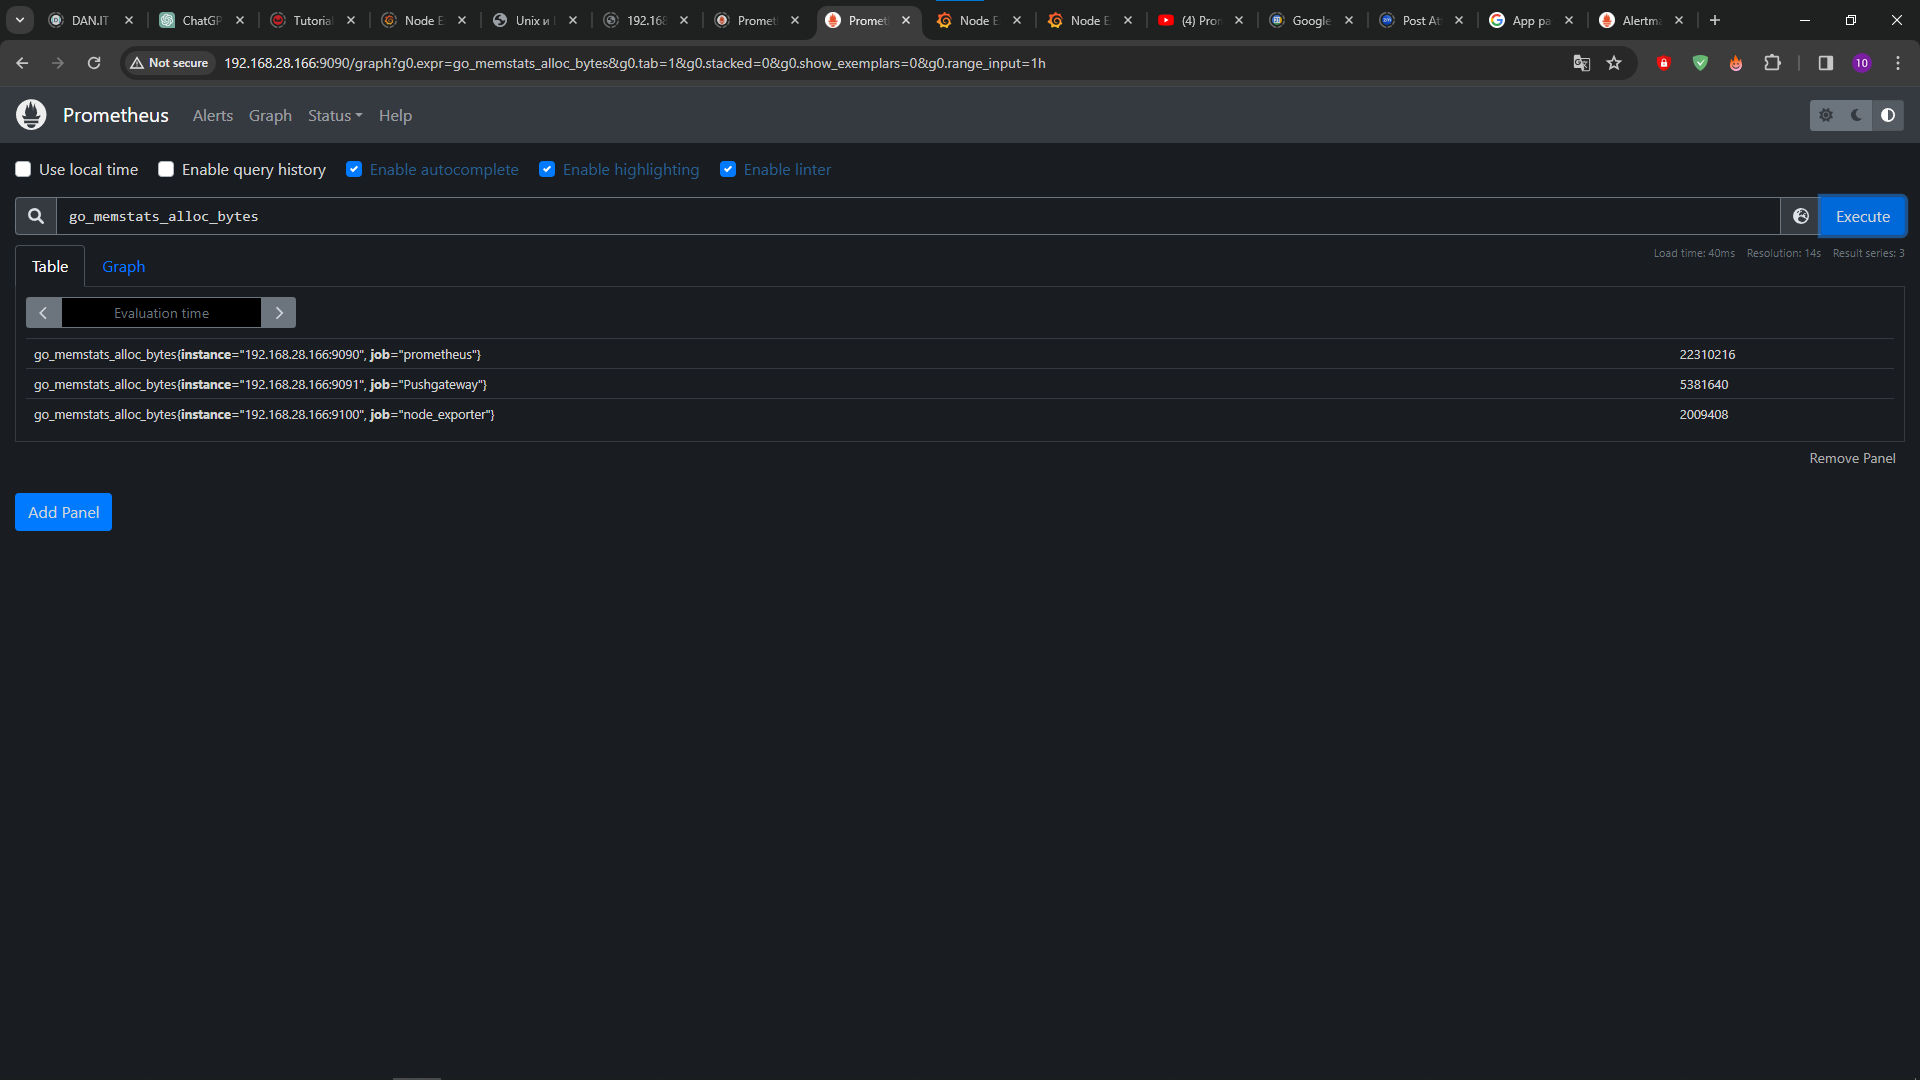 DAN.IT ChatGP Tutorial Node E Unix и L 192.168 Promet Promet Node E Node E (4) Pron Google Post At App pa Alertma
Not secure 192.168.28.166:9090/graph?g0.expr=go_memstats_alloc_bytes&g0.tab=1&g0.stacked=0&g0.show_exemplars=0&g0.range_input=1h 10
Prometheus Alerts Graph Status Help
Use local time Enable query history Enable autocomplete Enable highlighting Enable linter
go_memstats_alloc_bytes Execute
Table Graph Load time: 40ms Resolution: 14s Result series: 3
Evaluation time
go_memstats_alloc_bytes{instance="192.168.28.166:9090", job="prometheus"} 22310216
go_memstats_alloc_bytes{instance="192.168.28.166:9091", job="Pushgateway"} 5381640
go_memstats_alloc_bytes{instance="192.168.28.166:9100", job="node_exporter"} 2009408
Remove Panel
Add Panel